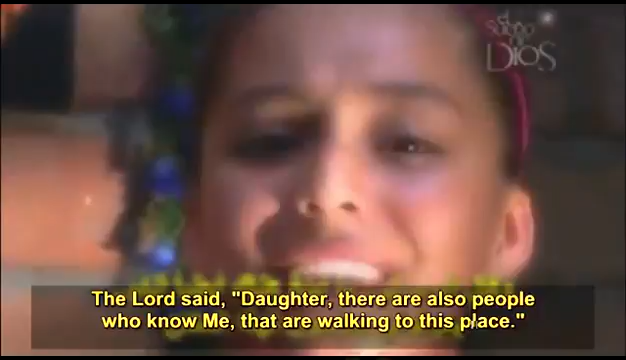 el
Soplo
de
DIOS
The Lord said, "Daughter, there are also people
who know Me, that are walking to this place."